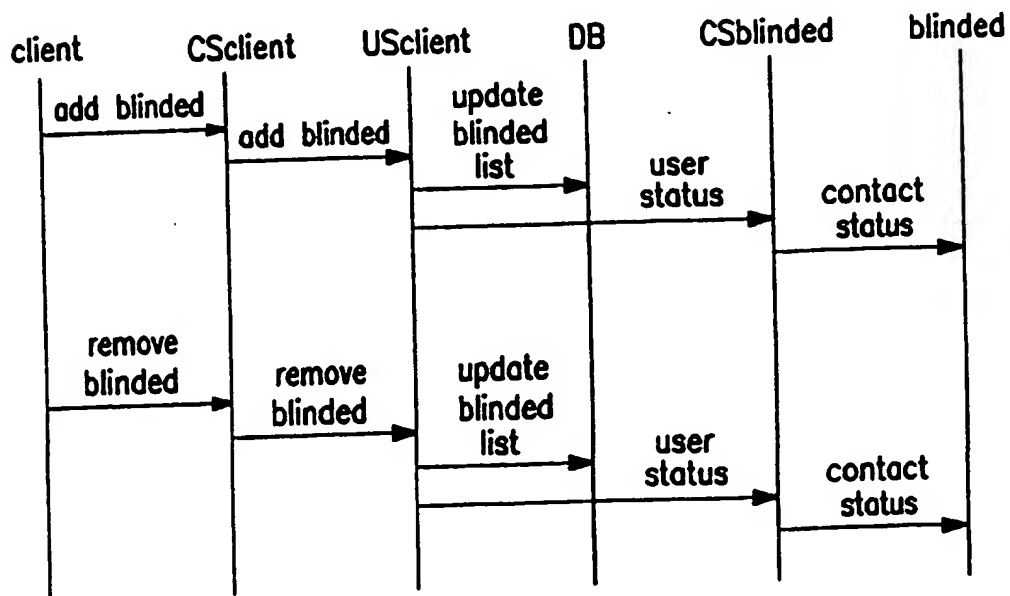 client CSclient USclient DB CSblinded blinded
add blinded
add blinded
update
blinded
list
user
status
contact
status
remove
blinded
remove
blinded
update
blinded
list
user
status
contact
status